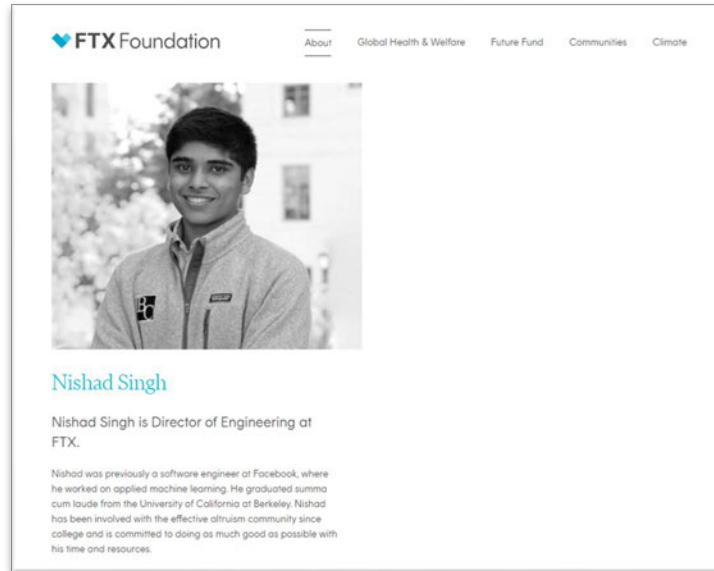 FTX Foundation
About Global Health & Welfare Future Fund Communities Climate
BC
Nishad Singh
Nishad Singh is Director of Engineering at
FTX.
Nishad was previously a software engineer at Facebook, where
he worked on applied machine learning. He graduated summa
cum laude from the University of California at Berkeley. Nishad
has been involved with the effective altruism community since
college and is committed to doing as much good as possible with
his time and resources.